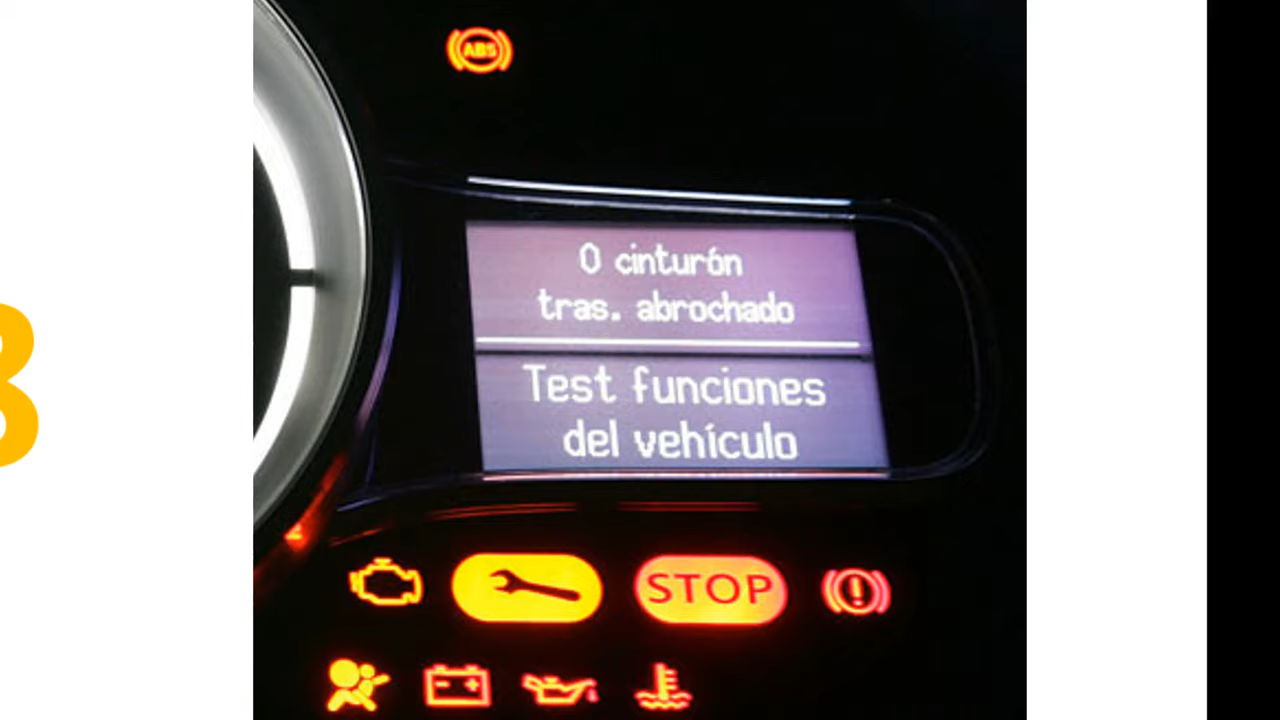 ABS
0 cinturón
tras. abrochado
Test funciones
del vehículo
STOP